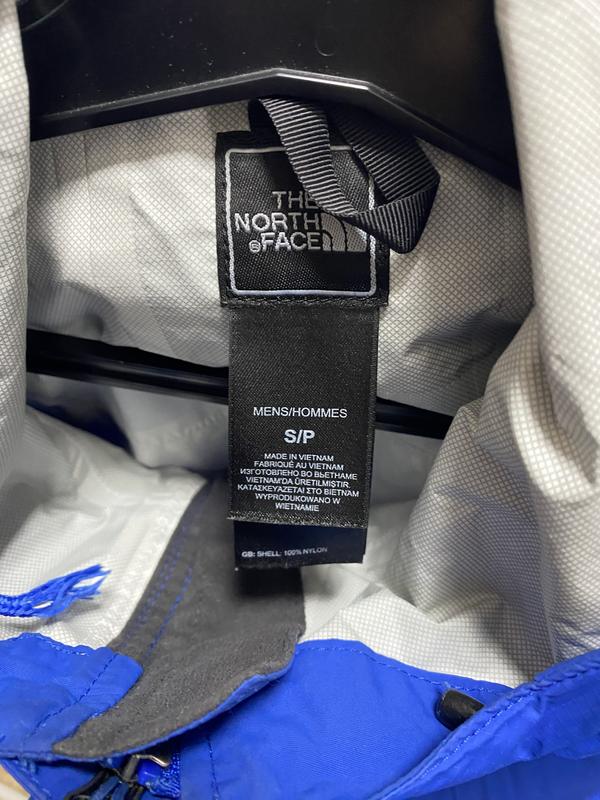 THE
NORTH
®FACE
MENS/HOMMES
S/P
MADE IN VIETNAM
FABRIQUÉ AU VIETNAM
ИЗГОТОВЛЕНО ВО ВЬЕТНАМЕ
VIETNAM'DA ÜRETILMISTIR.
ΚΑΤΑΣΚΕΥΑΖΕΤΑΙ ΣΤΟ ΒΙΕΤΝΑΜ
WYPRODUKOWANO W
WIETNAMIE
GB: SHELL: 100% NYLON